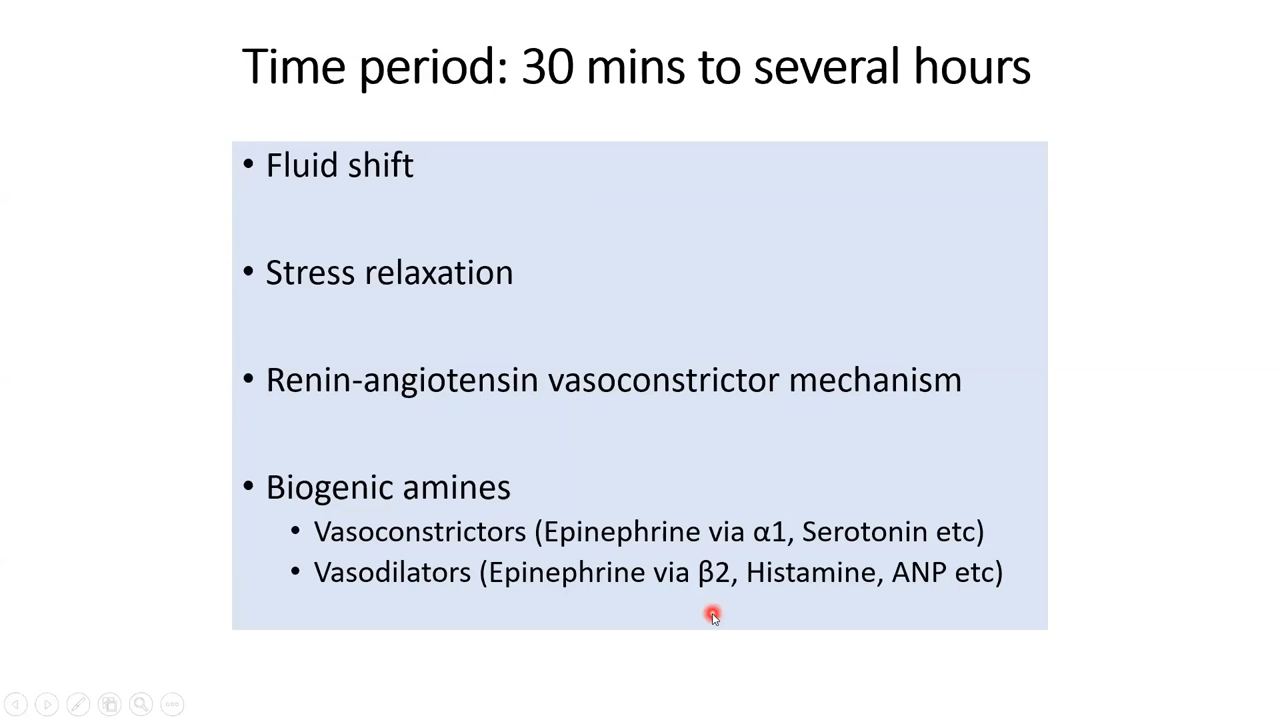 Time period: 30 mins to several hours
• Fluid shift
• Stress relaxation
• Renin-angiotensin vasoconstrictor mechanism
• Biogenic amines
• Vasoconstrictors (Epinephrine via α1, Serotonin etc)
• Vasodilators (Epinephrine via β2, Histamine, ANP etc)